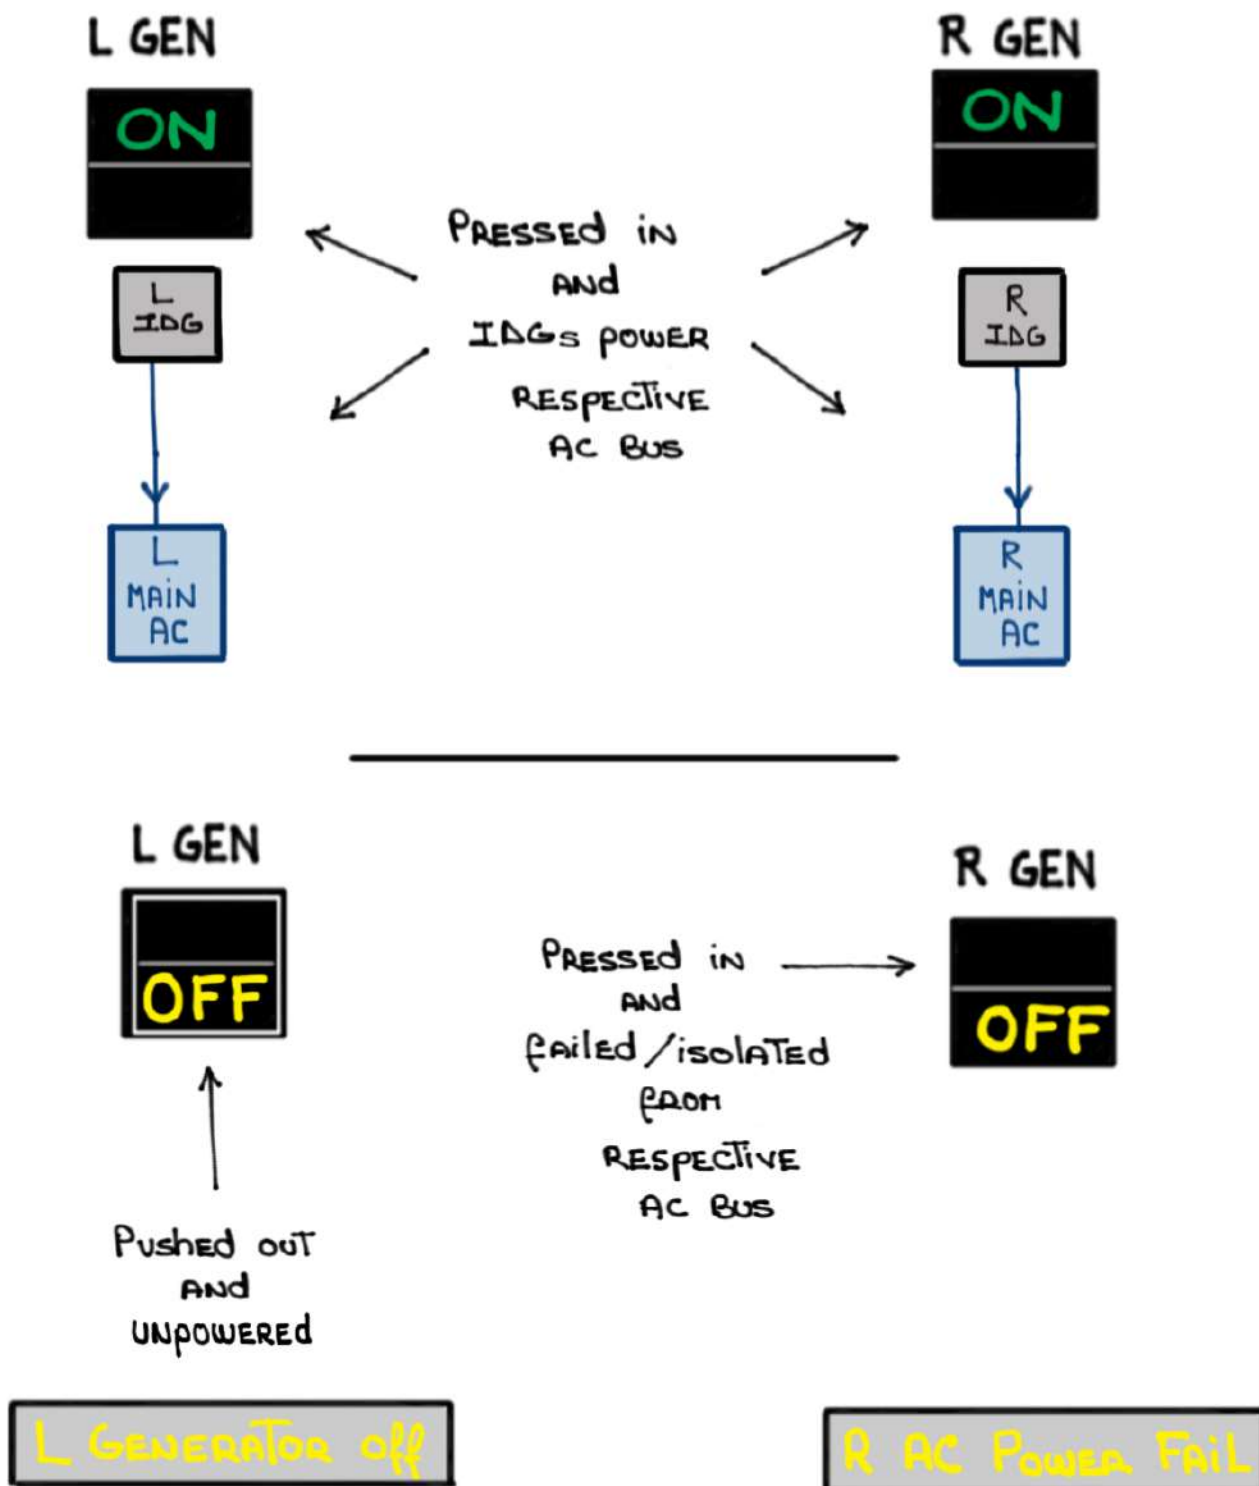 L GEN
R GEN
ON
ON
PRESSED IN
AND
IDGs POWER
RESPECTIVE
AC BUS
L
IDG
R
IDG
L
MAIN
AC
R
MAIN
AC
L GEN
R GEN
OFF
OFF
PRESSED IN
AND
FAILED/ISOLATED
FROM
RESPECTIVE
AC BUS
PUSHED OUT
AND
UNPOWERED
L GENERATOR OFF
R AC POWER FAIL